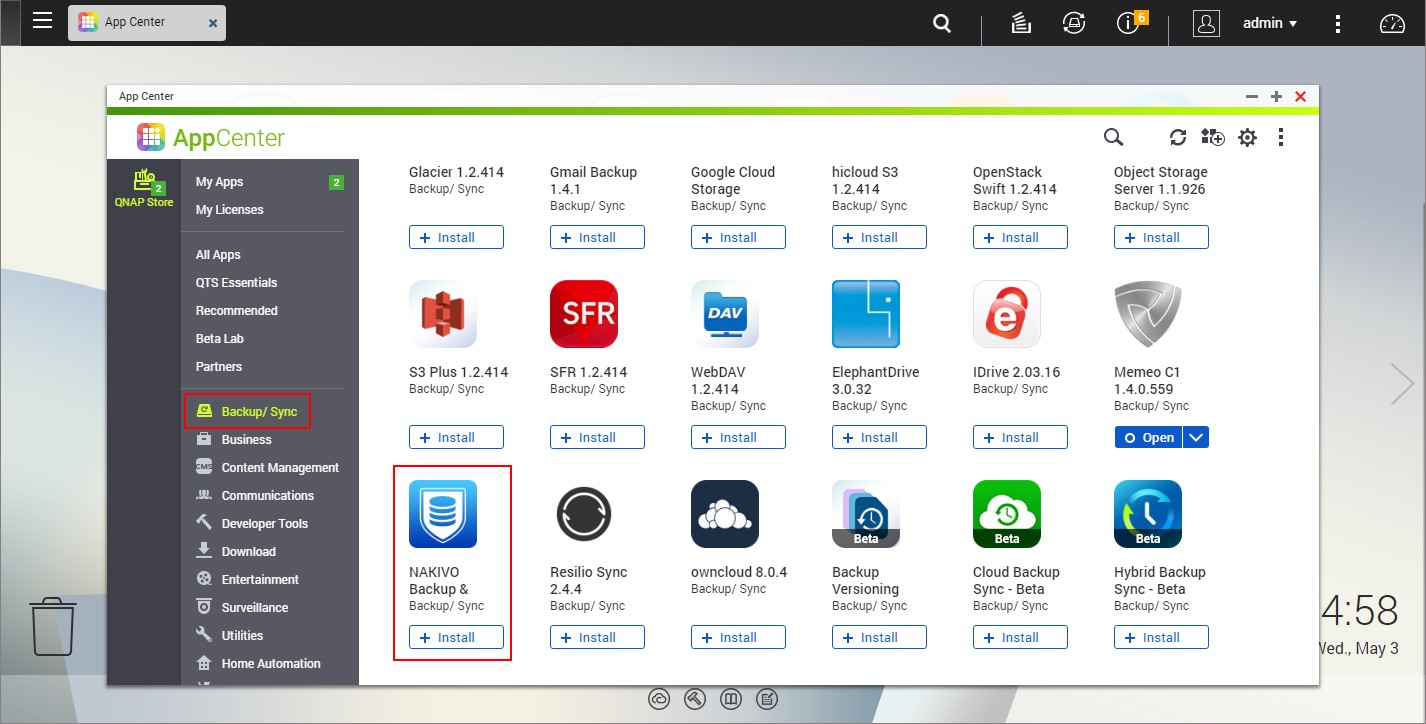 App Center
6
admin
App Center
AppCenter
2
QNAP Store
My Apps 2
My Licenses
All Apps
QTS Essentials
Recommended
Beta Lab
Partners
Backup/ Sync
Business
CMS Content Management
Communications
Developer Tools
Download
Entertainment
Surveillance
Utilities
Home Automation
Glacier 1.2.414
Backup/ Sync
+ Install
Gmail Backup
1.4.1
Backup/ Sync
+ Install
Google Cloud
Storage
Backup/ Sync
+ Install
hicloud S3
1.2.414
Backup/ Sync
+ Install
OpenStack
Swift 1.2.414
Backup/ Sync
+ Install
Object Storage
Server 1.1.926
Backup/ Sync
+ Install
S3 Plus 1.2.414
Backup/ Sync
+ Install
SFR
SFR 1.2.414
Backup/ Sync
+ Install
DAV
WebDAV
1.2.414
Backup/ Sync
+ Install
ElephantDrive
3.0.32
Backup/ Sync
+ Install
e
IDrive 2.03.16
Backup/ Sync
+ Install
Memeo C1
1.4.0.559
Backup/ Sync
Open
NAKIVO
Backup &
Backup/ Sync
+ Install
Resilio Sync
2.4.4
Backup/ Sync
+ Install
owncloud 8.0.4
Backup/ Sync
+ Install
Beta
Backup
Versioning
Backup/ Sync
+ Install
Beta
Cloud Backup
Sync - Beta
Backup/ Sync
+ Install
Beta
Hybrid Backup
Sync - Beta
Backup/ Sync
+ Install
4:58
Wed., May 3